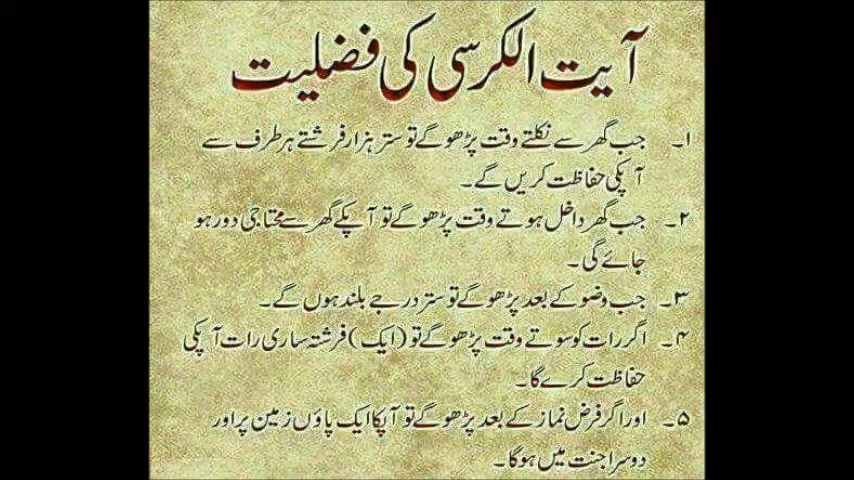 آیت الکرسی کی فضلیت
۱۔ جب گھر سے نکلتے وقت پڑھو گے تو ستر ہزار فرشتے ہر طرف سے
آپکی حفاظت کریں گے۔
۲۔ جب گھر داخل ہوتے وقت پڑھو گے تو آپکے گھر سے محتاجی دور ہو
جائے گی۔
۳۔ جب وضو کے بعد پڑھو گے تو ستر درجے بلند ہوں گے۔
۴۔ اگر رات کو سوتے وقت پڑھو گے تو (ایک) فرشتہ ساری رات آپکی
حفاظت کرے گا۔
۵۔ اور اگر فرض نماز کے بعد پڑھو گے تو آپکا ایک پاؤں زمین پر اور
دوسرا جنت میں ہوگا۔